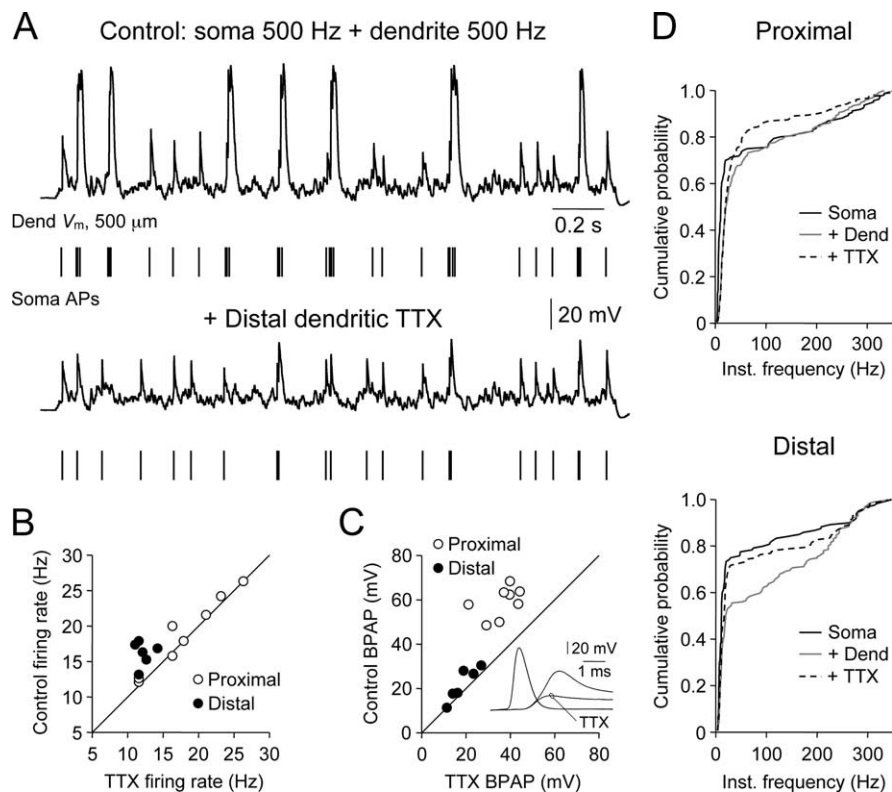 A
Control: soma 500 Hz + dendrite 500 Hz
Dend Vm, 500 μm
0.2 s
Soma APs
20 mV
+ Distal dendritic TTX
B
Control firing rate (Hz)
30
25
20
15
10
5
Proximal
Distal
5 10 15 20 25 30
TTX firing rate (Hz)
C
Control BPAP (mV)
Proximal
Distal
80
60
40
20
0
20 mV
1 ms
TTX
0 20 40 60 80
TTX BPAP (mV)
D
Proximal
Cumulative probability
1.0
0.8
0.6
0.4
0.2
0
Soma
+ Dend
+ TTX
0 100 200 300
Inst. frequency (Hz)
Distal
Cumulative probability
1.0
0.8
0.6
0.4
0.2
0
Soma
+ Dend
+ TTX
0 100 200 300
Inst. frequency (Hz)